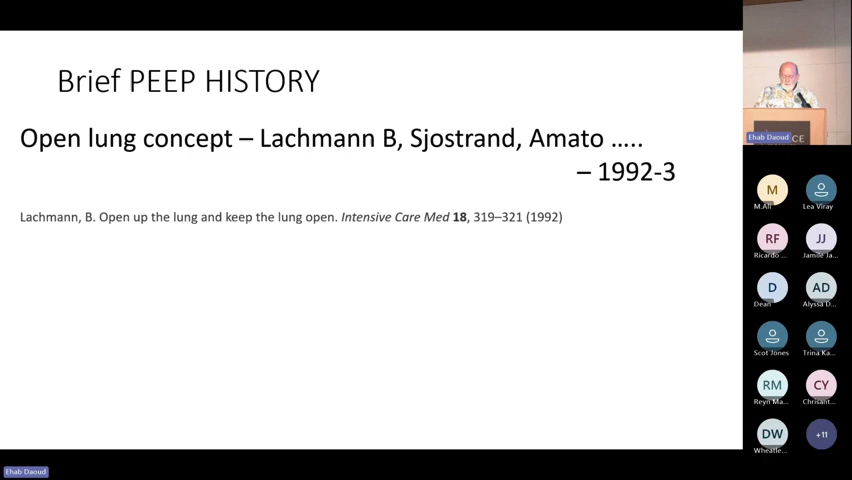 Brief PEEP HISTORY
Open lung concept – Lachmann B, Sjostrand, Amato …..
– 1992-3
Lachmann, B. Open up the lung and keep the lung open. Intensive Care Med 18, 319–321 (1992)
CE
Ehab Daoud
M
M.Ali
Lea Viray
RF
Ricardo ...
JJ
Jamile Ja...
D
Dean
AD
Alyssa D...
Scot Jones
Trina Ka...
RM
Reyn Ma...
CY
Chrisant...
DW
Wheatle...
+11
Ehab Daoud